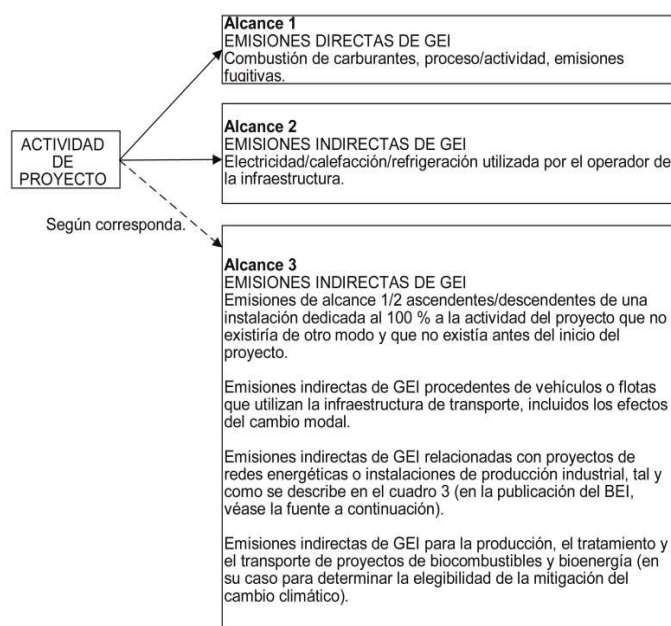 Alcance 1
EMISIONES DIRECTAS DE GEI
Combustión de carburantes, proceso/actividad, emisiones
fugitivas.
Alcance 2
EMISIONES INDIRECTAS DE GEI
Electricidad/calefacción/refrigeración utilizada por el operador de
la infraestructura.
ACTIVIDAD
DE
PROYECTO
Según corresponda.
Alcance 3
EMISIONES INDIRECTAS DE GEI
Emisiones de alcance 1/2 ascendentes/descendentes de una
instalación dedicada al 100 % a la actividad del proyecto que no
existiría de otro modo y que no existía antes del inicio del
proyecto.
Emisiones indirectas de GEI procedentes de vehículos o flotas
que utilizan la infraestructura de transporte, incluidos los efectos
del cambio modal.
Emisiones indirectas de GEI relacionadas con proyectos de
redes energéticas o instalaciones de producción industrial, tal y
como se describe en el cuadro 3 (en la publicación del BEI,
véase la fuente a continuación).
Emisiones indirectas de GEI para la producción, el tratamiento y
el transporte de proyectos de biocombustibles y bioenergía (en
su caso para determinar la elegibilidad de la mitigación del
cambio climático).